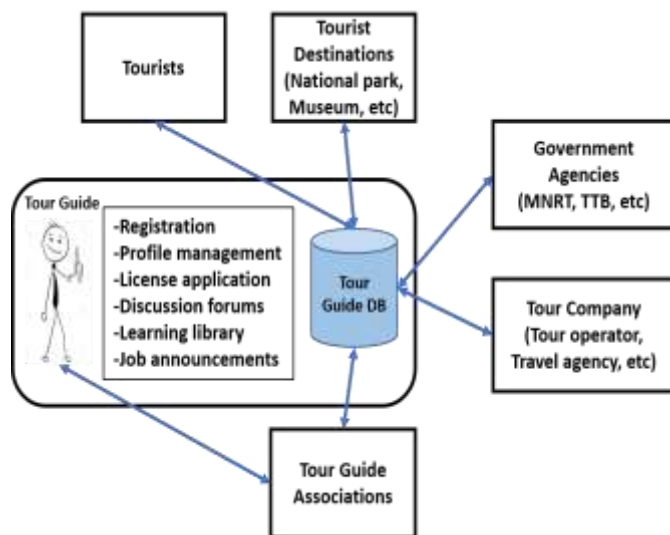 Tourists
Tourist
Destinations
(National park,
Museum, etc)
Government
Agencies
(MNRT, TTB, etc)
Tour Guide
-Registration
-Profile management
-License application
-Discussion forums
-Learning library
-Job announcements
Tour
Guide DB
Tour Company
(Tour operator,
Travel agency, etc)
Tour Guide
Associations